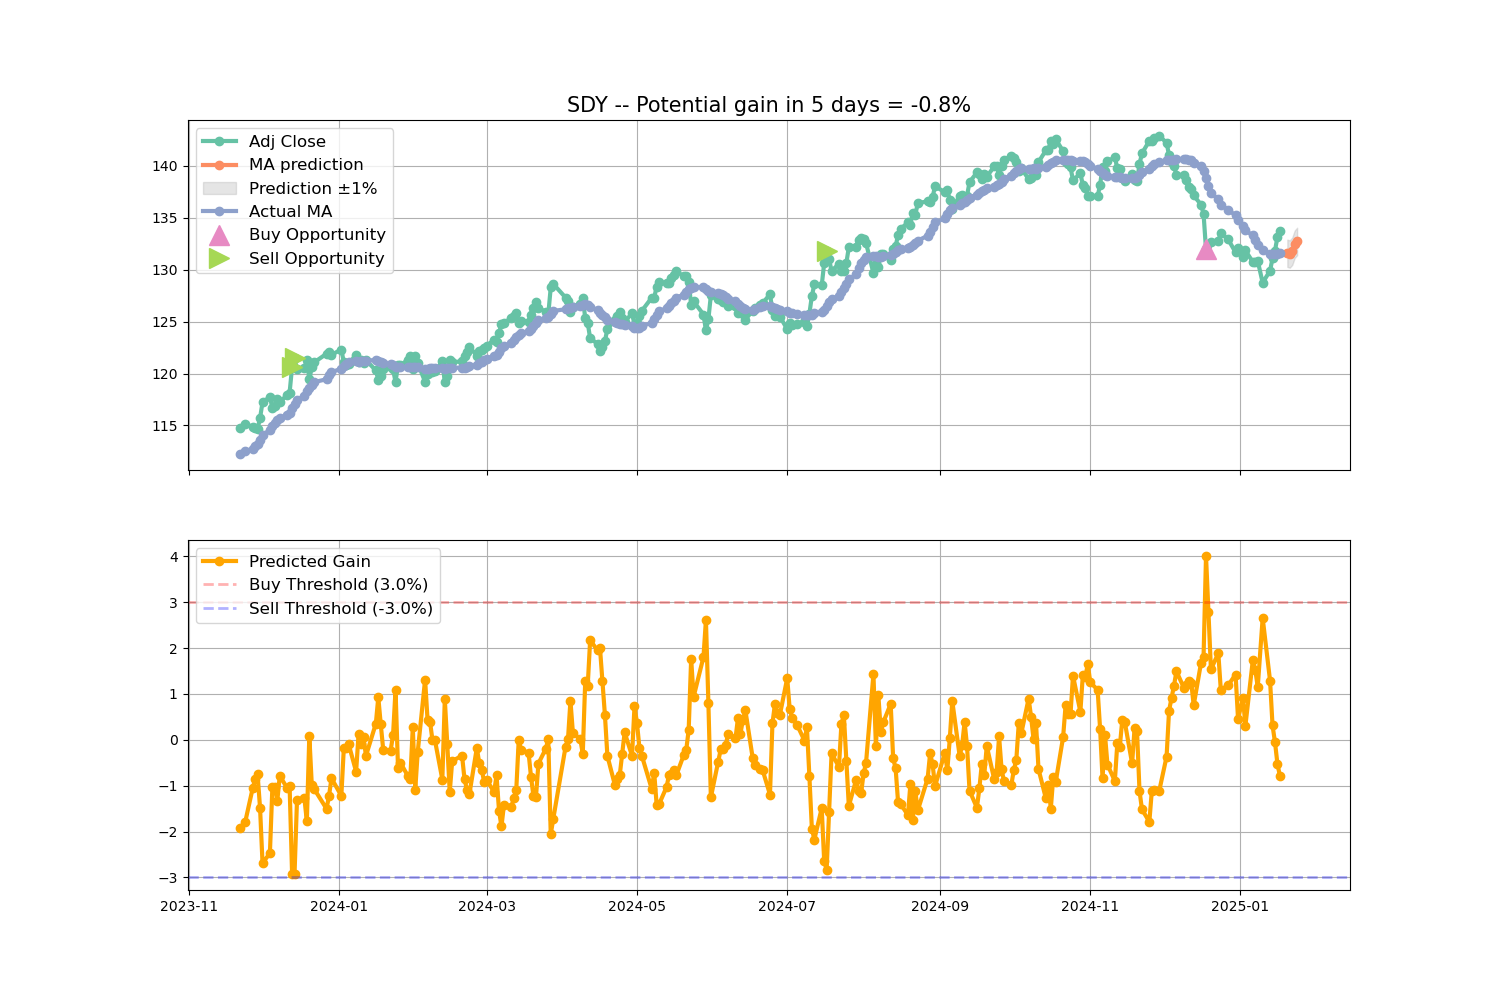 SDY -- Potential gain in 5 days = -0.8%
Adj Close
MA prediction
Prediction ±1%
Actual MA
Buy Opportunity
Sell Opportunity
140
135
130
125
120
115
Predicted Gain
Buy Threshold (3.0%)
Sell Threshold (-3.0%)
4
3
2
1
0
−1
−2
−3
2023-11
2024-01
2024-03
2024-05
2024-07
2024-09
2024-11
2025-01